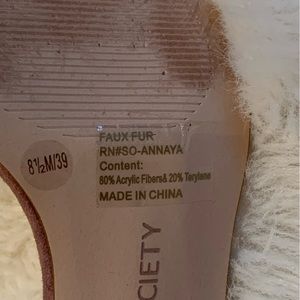 FAUX FUR
RN#SO-ANNAYA
Content:
80% Acrylic Fibers& 20% Terylene
MADE IN CHINA
8½M/39
CIETY